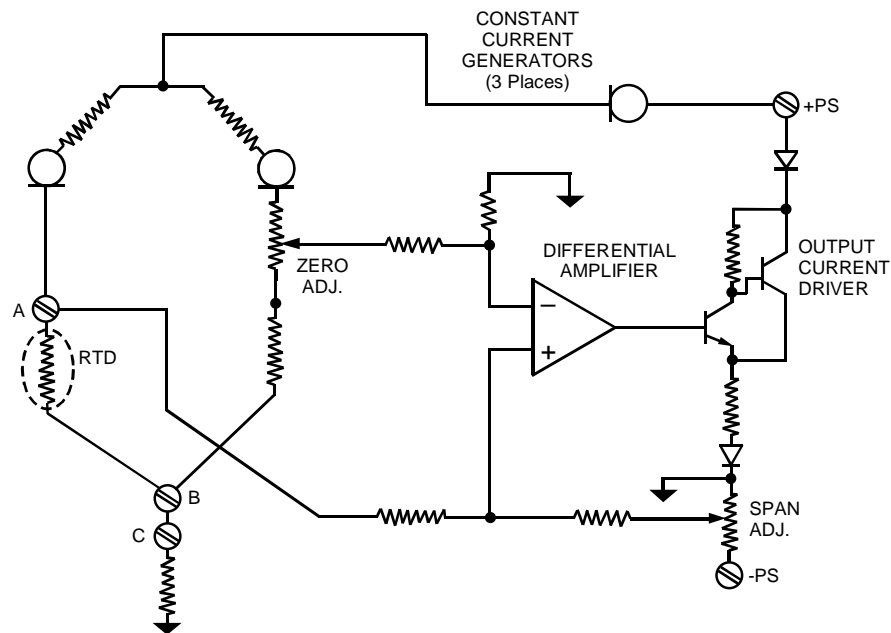 CONSTANT
CURRENT
GENERATORS
(3 Places)
+PS
ZERO
ADJ.
DIFFERENTIAL
AMPLIFIER
OUTPUT
CURRENT
DRIVER
A
RTD
−
+
B
C
SPAN
ADJ.
-PS